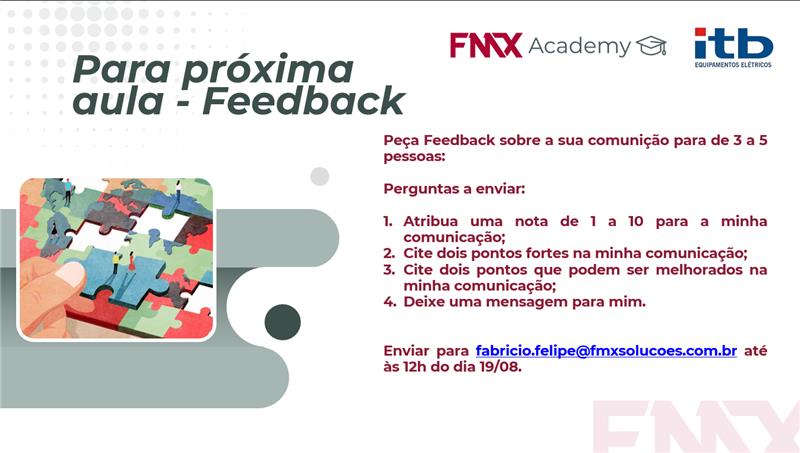 FMX Academy
itb
EQUIPAMENTOS ELÉTRICOS
Para próxima
aula - Feedback
Peça Feedback sobre a sua comunição para de 3 a 5
pessoas:
Perguntas a enviar:
1. Atribua uma nota de 1 a 10 para a minha
comunicação;
2. Cite dois pontos fortes na minha comunicação;
3. Cite dois pontos que podem ser melhorados na
minha comunicação;
4. Deixe uma mensagem para mim.
Enviar para fabricio.felipe@fmxsolucoes.com.br até
às 12h do dia 19/08.
FMX